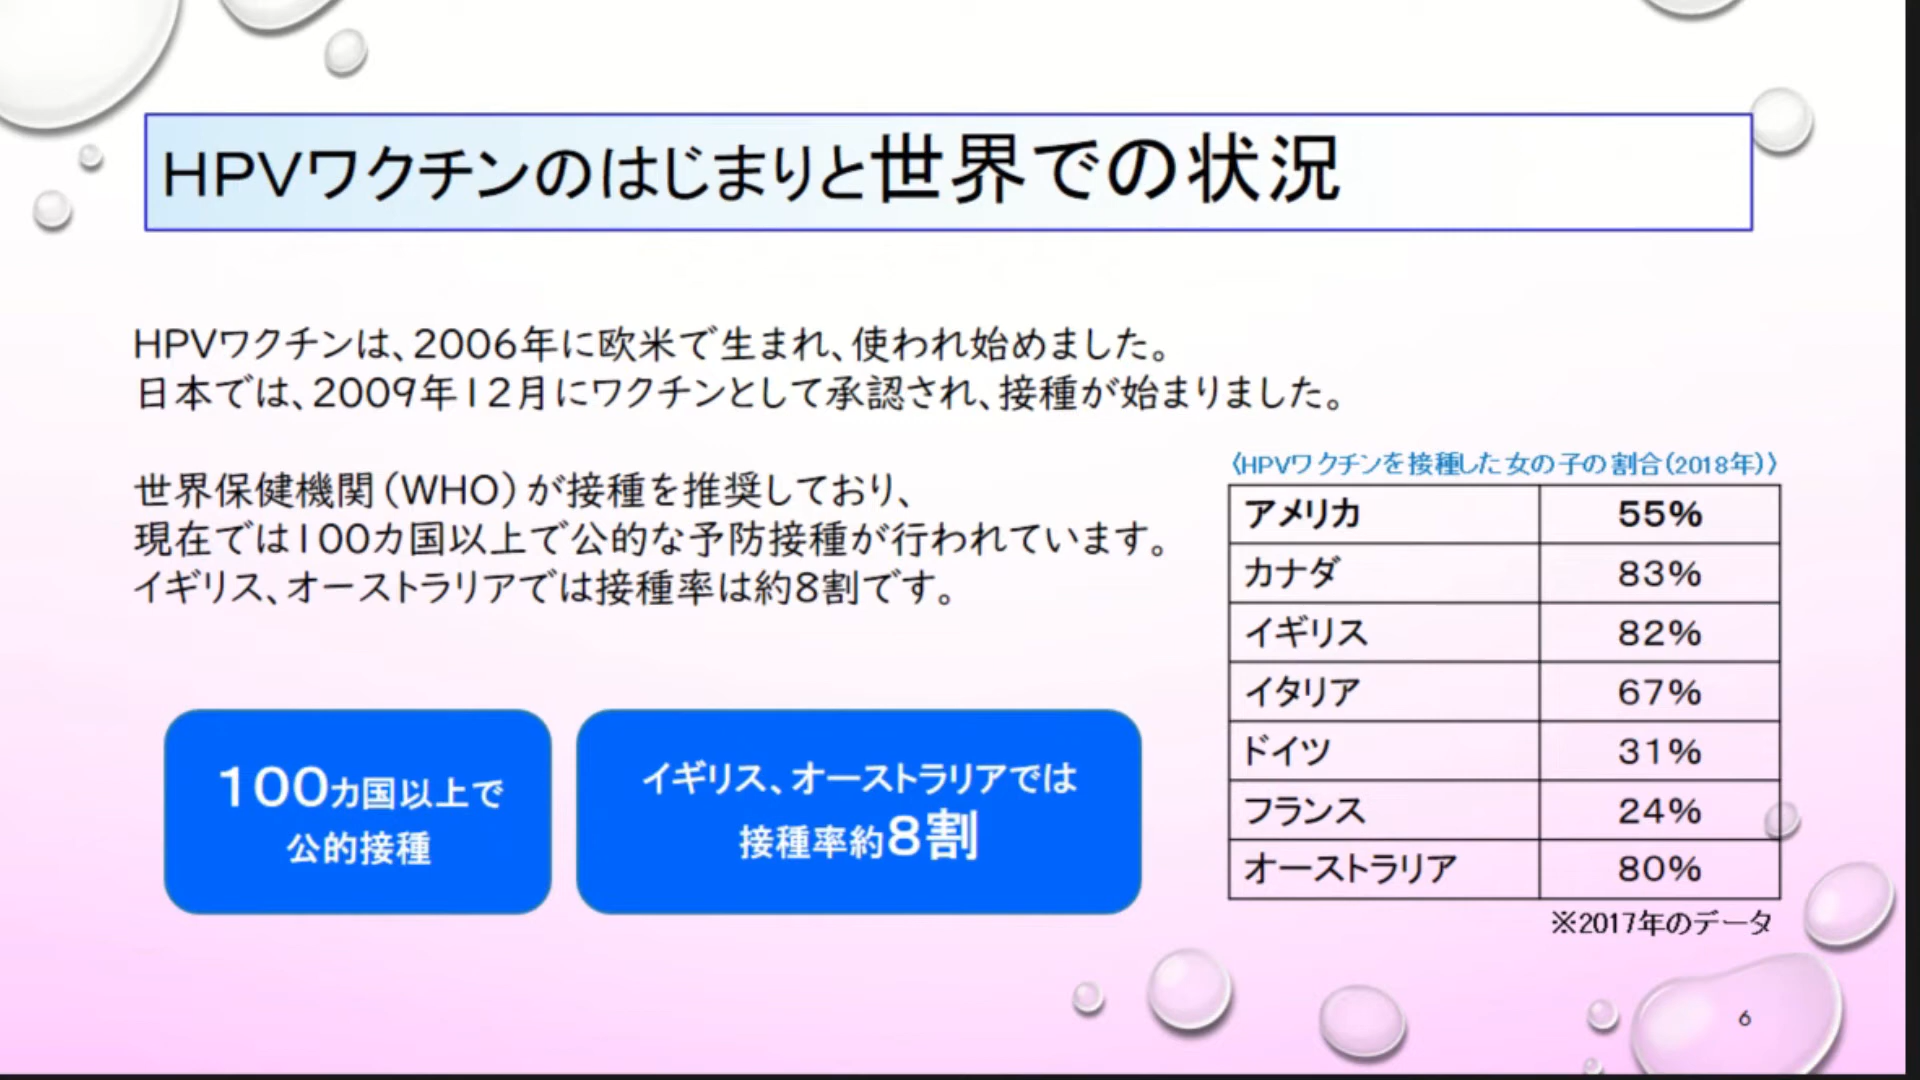 HPVワクチンのはじまりと世界での状況
HPVワクチンは、2006年に欧米で生まれ、使われ始めました。
日本では、2009年12月にワクチンとして承認され、接種が始まりました。
世界保健機関（WHO）が接種を推奨しており、
現在では100カ国以上で公的な予防接種が行われています。
イギリス、オーストラリアでは接種率は約8割です。
100カ国以上で
公的接種
イギリス、オーストラリアでは
接種率約8割
〈HPVワクチンを接種した女の子の割合（2018年）〉
アメリカ 55%
カナダ 83%
イギリス 82%
イタリア 67%
ドイツ 31%
フランス 24%
オーストラリア 80%
※2017年のデータ
6